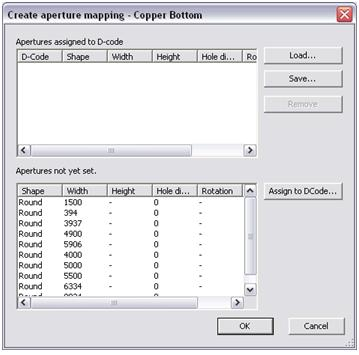 Create aperture mapping - Copper Bottom
Apertures assigned to D-code
D-Code Shape Width Height Hole di... Ro
Load...
Save...
Remove
Apertures not yet set.
Shape Width Height Hole di... Rotation
Assign to DCode...
Round 1500 - 0 -
Round 394 - 0 -
Round 3937 - 0 -
Round 4900 - 0 -
Round 5906 - 0 -
Round 4000 - 0 -
Round 5000 - 0 -
Round 5500 - 0 -
Round 6334 - 0 -
OK Cancel